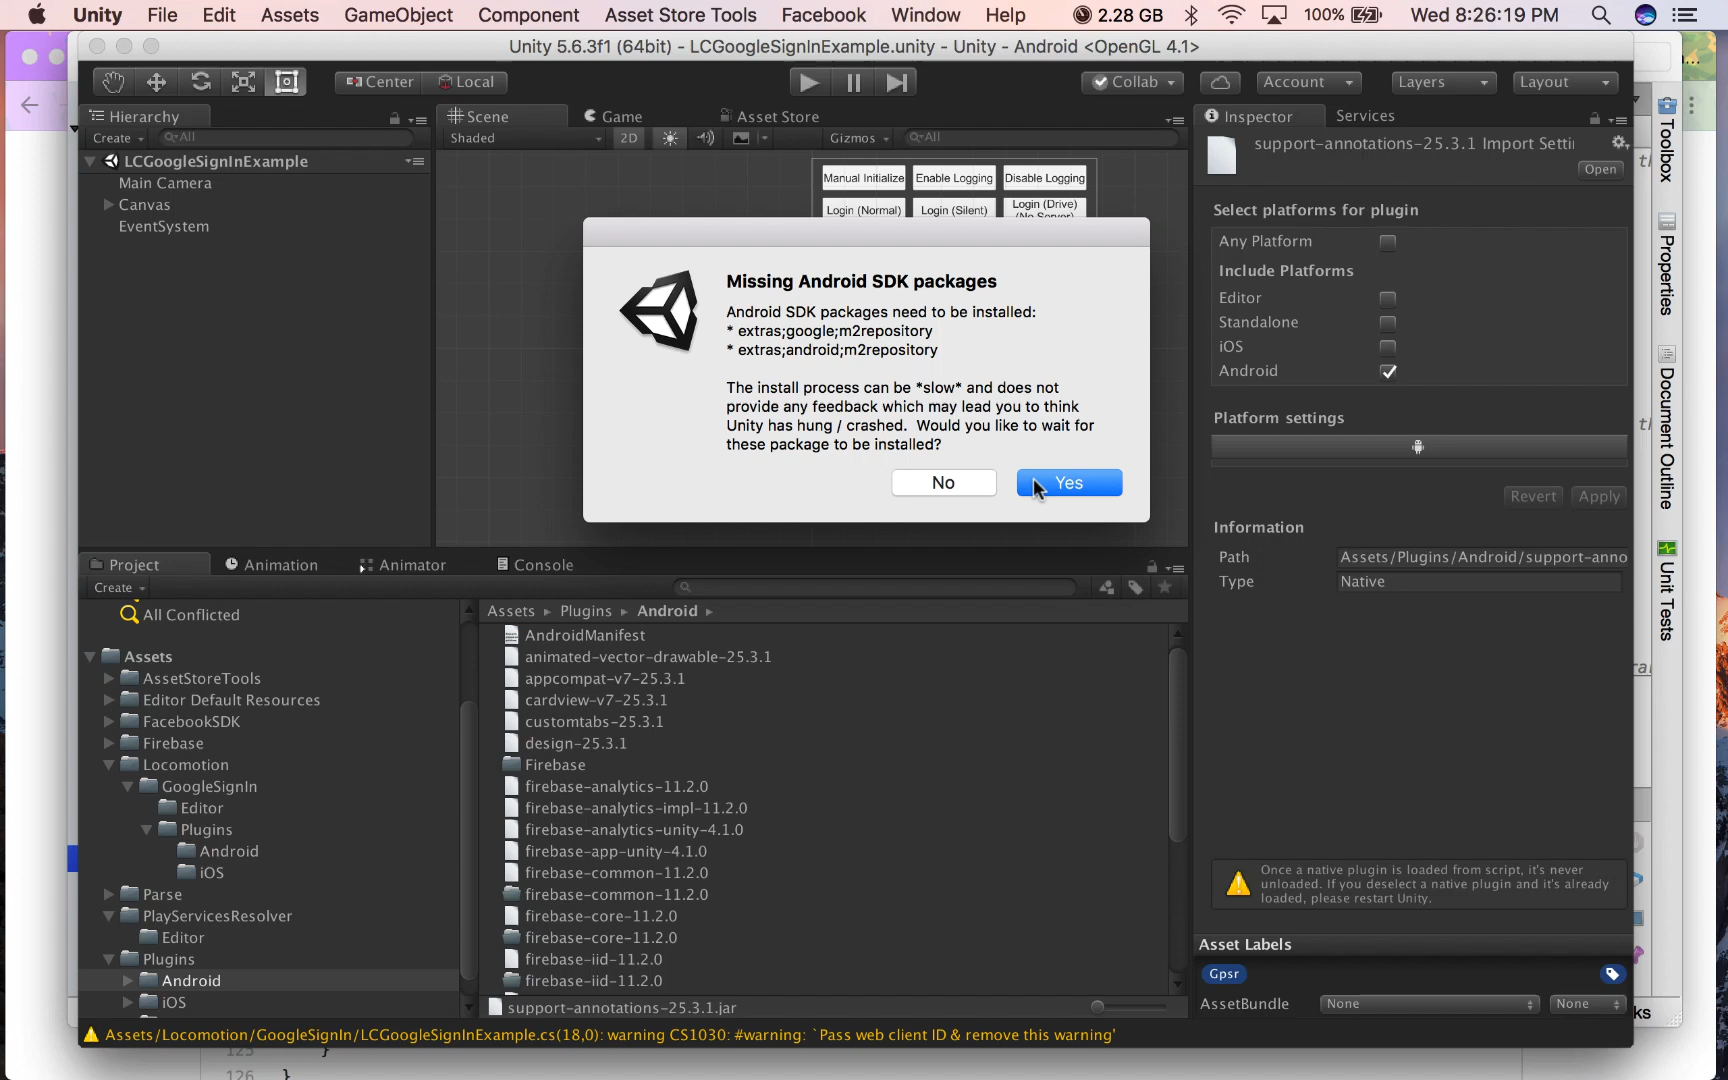 Unity File Edit Assets GameObject Component Asset Store Tools Facebook Window Help 2.28 GB 100% Wed 8:26:19 PM
Unity 5.6.3f1 (64bit) - LCGoogleSignInExample.unity - Unity - Android <OpenGL 4.1>
Center Local Collab Account Layers Layout
Hierarchy
Create All
LCGoogleSignInExample
Main Camera
Canvas
EventSystem
Scene Game Asset Store
Shaded 2D Gizmos All
Manual Initialize Enable Logging Disable Logging
Login (Normal) Login (Silent) Login (Drive)
Missing Android SDK packages
Android SDK packages need to be installed:
* extras;google;m2repository
* extras;android;m2repository
The install process can be *slow* and does not
provide any feedback which may lead you to think
Unity has hung / crashed. Would you like to wait for
these package to be installed?
No Yes
Inspector Services
support-annotations-25.3.1 Import Setti
Open
Select platforms for plugin
Any Platform
Include Platforms
Editor
Standalone
iOS
Android
Platform settings
Revert Apply
Information
Path Assets/Plugins/Android/support-anno
Type Native
Once a native plugin is loaded from script, it's never
unloaded. If you deselect a native plugin and it's already
loaded, please restart Unity.
Asset Labels
Gpsr
AssetBundle None None
Toolbox
Properties
Document Outline
Unit Tests
Project Animation Animator Console
Create
All Conflicted
Assets
AssetStoreTools
Editor Default Resources
FacebookSDK
Firebase
Locomotion
GoogleSignIn
Editor
Plugins
Android
iOS
Parse
PlayServicesResolver
Editor
Plugins
Android
iOS
Assets Plugins Android
AndroidManifest
animated-vector-drawable-25.3.1
appcompat-v7-25.3.1
cardview-v7-25.3.1
customtabs-25.3.1
design-25.3.1
Firebase
firebase-analytics-11.2.0
firebase-analytics-impl-11.2.0
firebase-analytics-unity-4.1.0
firebase-app-unity-4.1.0
firebase-common-11.2.0
firebase-common-11.2.0
firebase-core-11.2.0
firebase-core-11.2.0
firebase-iid-11.2.0
firebase-iid-11.2.0
support-annotations-25.3.1.jar
Assets/Locomotion/GoogleSignIn/LCGoogleSignInExample.cs(18,0): warning CS1030: #warning: `Pass web client ID & remove this warning'
125 }
126 }